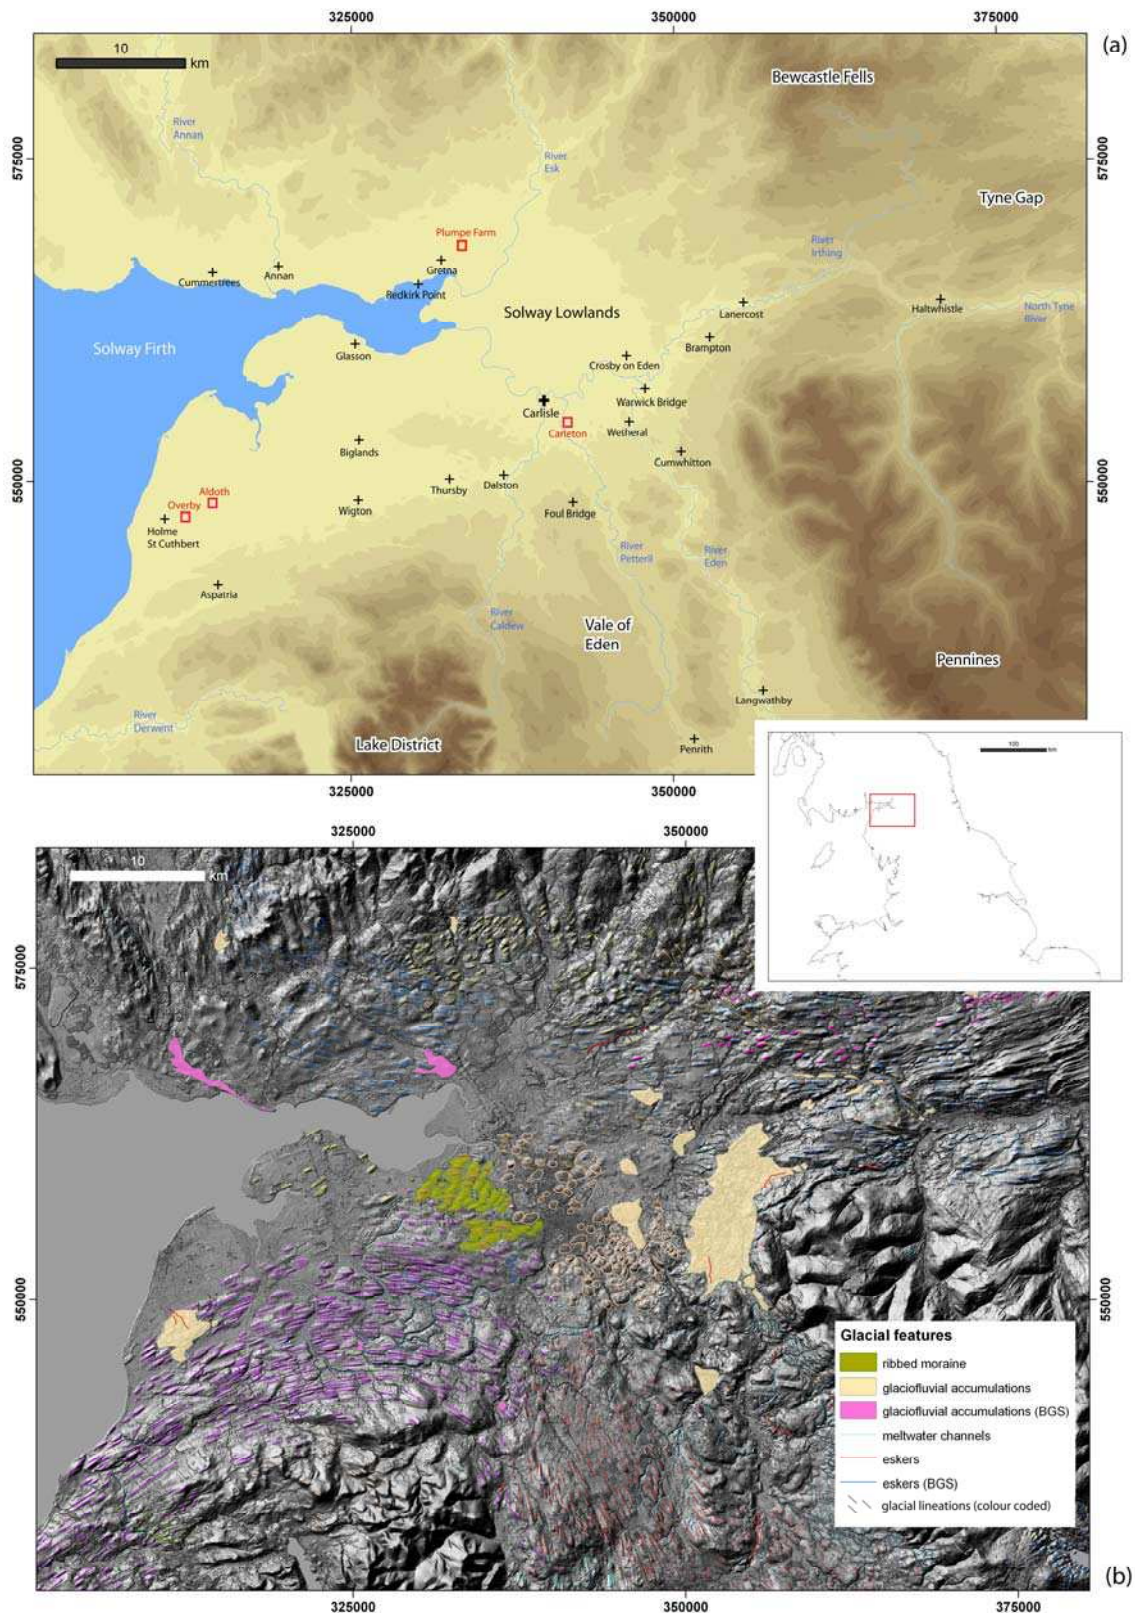 325000
350000
375000
(a)
10
km
Bewcastle Fells
River
Annan
River
Esk
575000
575000
Tyne Gap
Plumpe Farm
River
Irthing
Gretna
Annan
Cummertrees
Redkirk Point
Lanercost
Haltwhistle
North Tyne
River
Solway Lowlands
Solway Firth
Glasson
Brampton
Crosby on Eden
Warwick Bridge
Carlisle
Carleton
Wetheral
Biglands
Cumwhitton
550000
550000
Thursby
Dalston
Aldoth
Overby
Wigton
Foul Bridge
Holme
St Cuthbert
River
Petteril
River
Eden
Aspatria
River
Caldew
Vale of
Eden
Pennines
Langwathby
River
Derwent
Lake District
Penrith
325000
350000
100
km
325000
350000
10
km
575000
550000
550000
Glacial features
ribbed moraine
glaciofluvial accumulations
glaciofluvial accumulations (BGS)
meltwater channels
eskers
eskers (BGS)
glacial lineations (colour coded)
(b)
325000
350000
375000